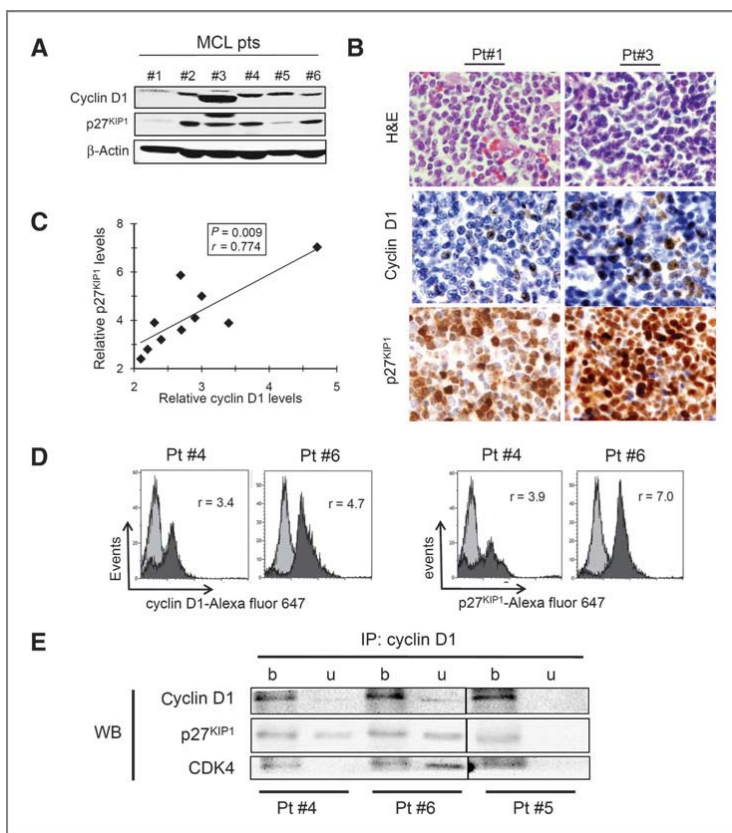 A
MCL pts
#1 #2 #3 #4 #5 #6
Cyclin D1
p27KIP1
β-Actin
B
Pt#1 Pt#3
H&E
Cyclin D1
p27KIP1
C
P = 0.009
r = 0.774
Relative p27KIP1 levels
8
6
4
2
2 3 4 5
Relative cyclin D1 levels
D
Pt #4 Pt #6 Pt #4 Pt #6
r = 3.4 r = 4.7 r = 3.9 r = 7.0
Events events
cyclin D1-Alexa fluor 647 p27KIP1-Alexa fluor 647
E
IP: cyclin D1
b u b u b u
WB
Cyclin D1
p27KIP1
CDK4
Pt #4 Pt #6 Pt #5